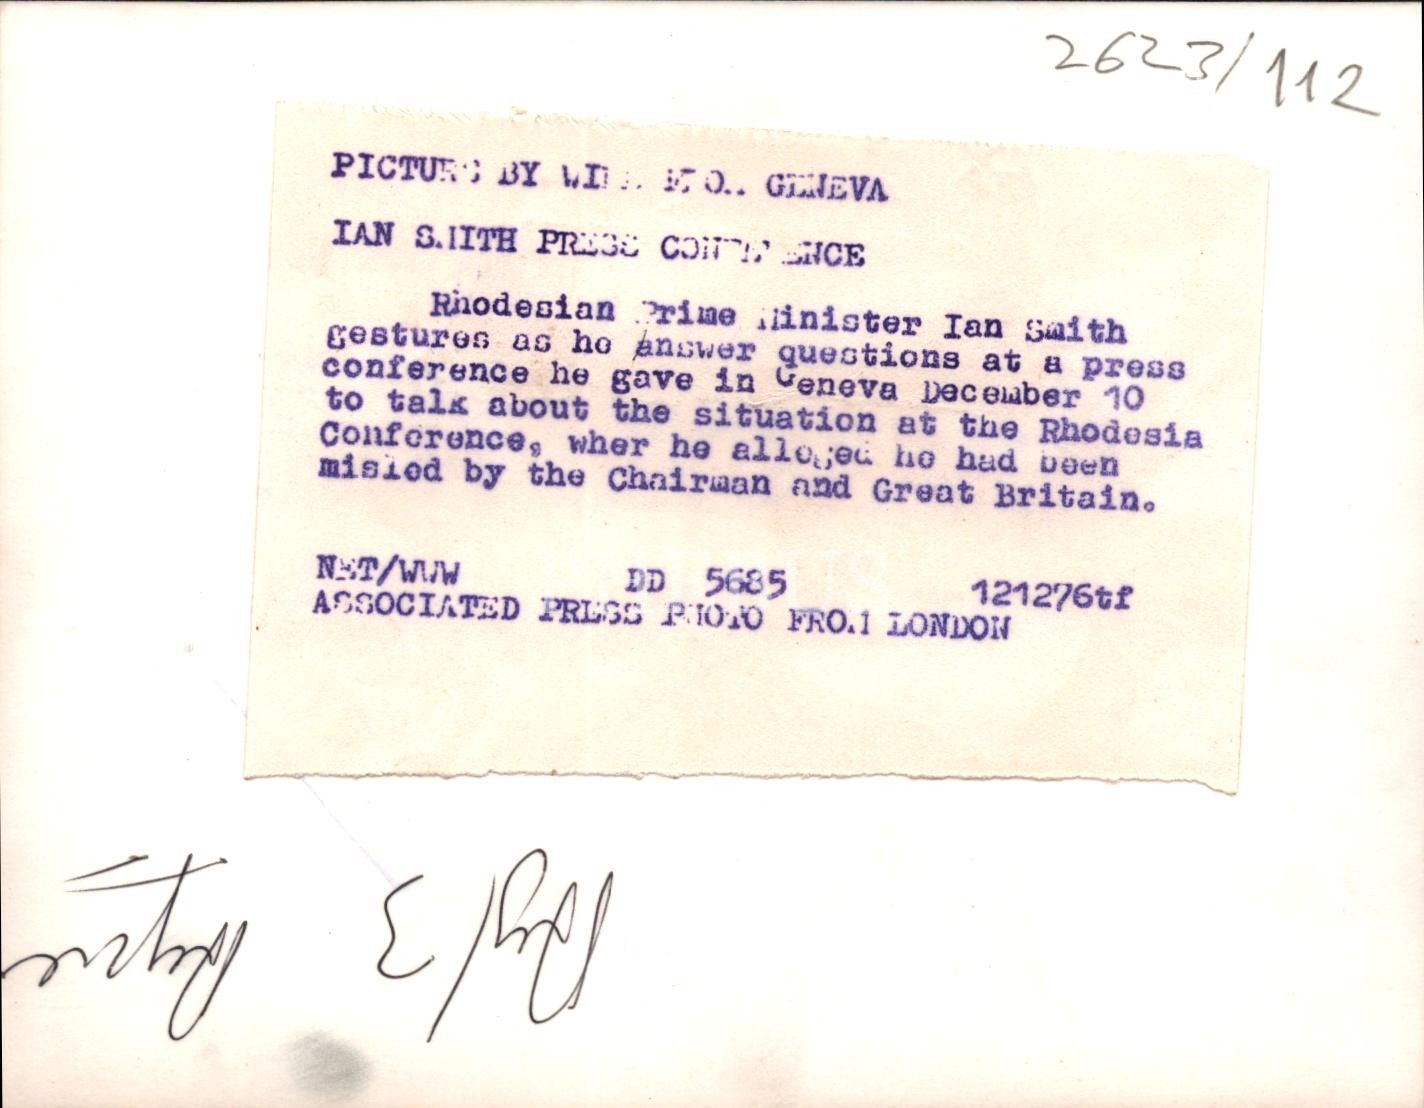 2623/112
PICTURE BY WIREFROM GENEVA
IAN SMITH PRESS CONFERENCE
Rhodesian Prime Minister Ian Smith
gestures as he answer questions at a press
conference he gave in Geneva December 10
to talk about the situation at the Rhodesia
Conference, wher he alleged he had been
misled by the Chairman and Great Britain.
NET/WWW DD 5685 121276tf
ASSOCIATED PRESS PHOTO FROM LONDON
3